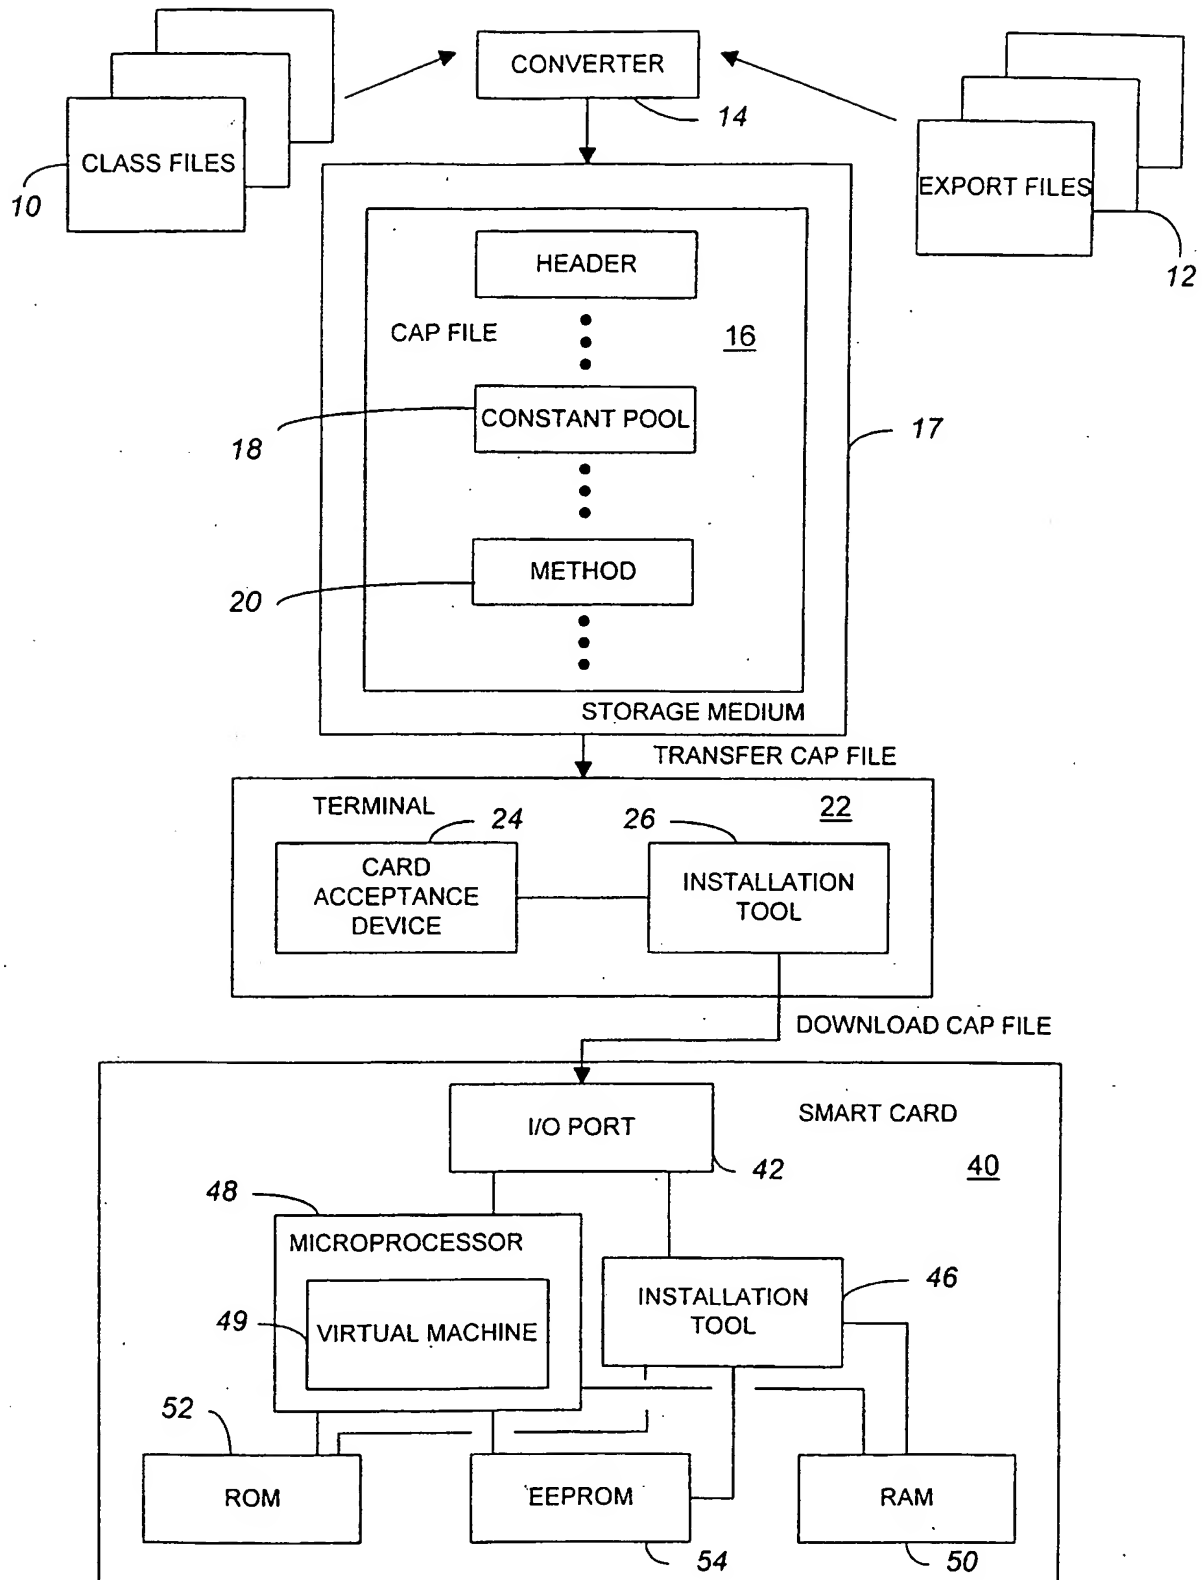 CONVERTER
14
CLASS FILES
10
EXPORT FILES
12
HEADER
CAP FILE
16
CONSTANT POOL
18
17
METHOD
20
STORAGE MEDIUM
TRANSFER CAP FILE
TERMINAL
22
24
26
CARD
ACCEPTANCE
DEVICE
INSTALLATION
TOOL
DOWNLOAD CAP FILE
I/O PORT
SMART CARD
42
40
48
MICROPROCESSOR
INSTALLATION
TOOL
46
49
VIRTUAL MACHINE
52
ROM
EEPROM
RAM
54
50